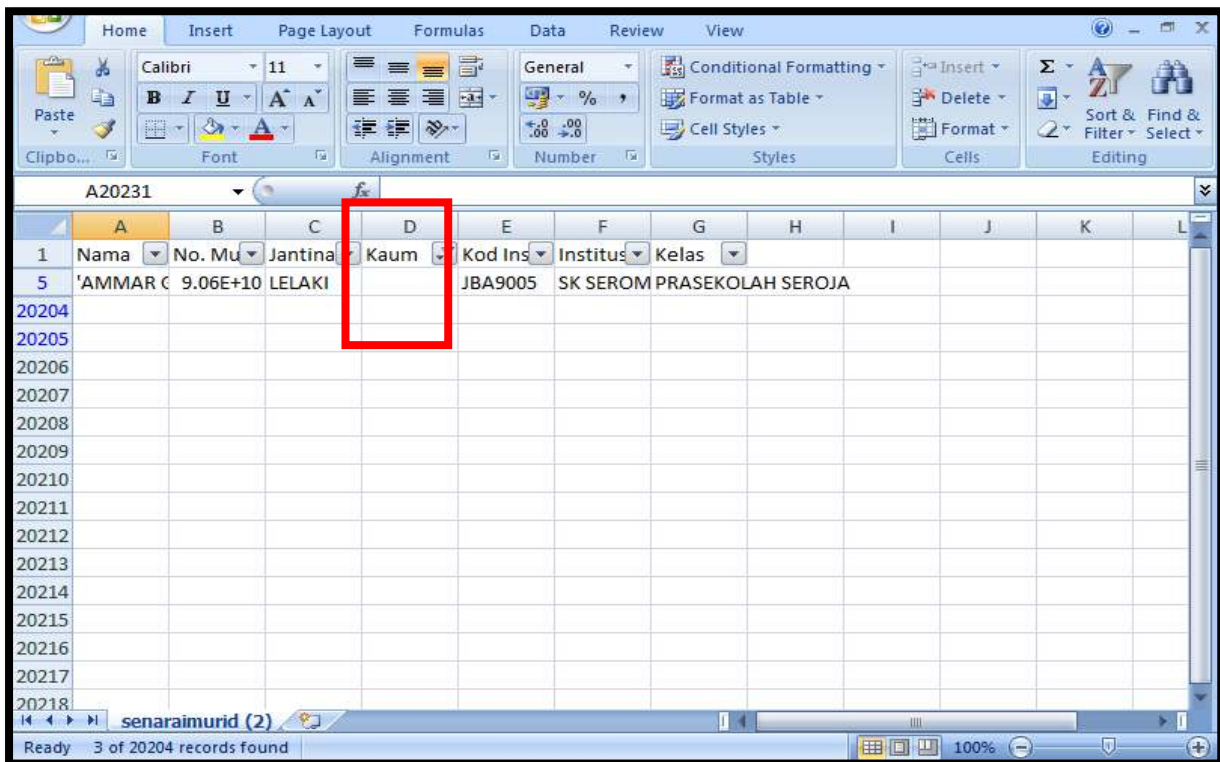 Home Insert Page Layout Formulas Data Review View
Calibri 11 General Conditional Formatting Insert Σ
Paste B I U A A % , Format as Table Delete Sort & Find &
A .00 .0 Cell Styles Format Filter Select
Clipbo... Font Alignment Number Styles Cells Editing
A20231 fx
A B C D E F G H I J K L
1 Nama No. Mu Jantina Kaum Kod Ins Institus Kelas
5 'AMMAR 9.06E+10 LELAKI JBA9005 SK SEROM PRASEKOLAH SEROJA
20204
20205
20206
20207
20208
20209
20210
20211
20212
20213
20214
20215
20216
20217
20218
senaraimurid (2)
Ready 3 of 20204 records found 100%